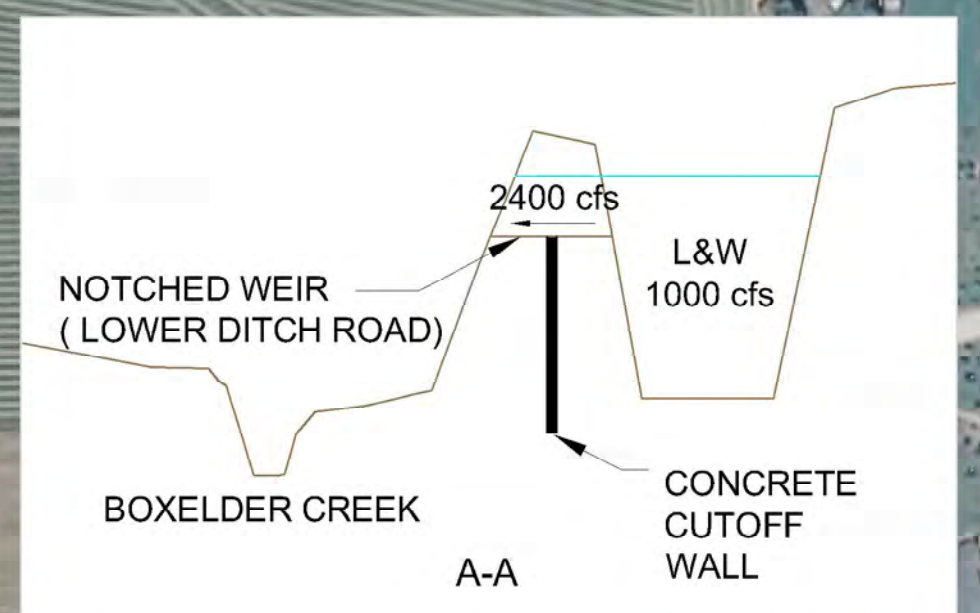 2400 cfs
L&W
1000 cfs
NOTCHED WEIR
( LOWER DITCH ROAD)
BOXELDER CREEK
CONCRETE
CUTOFF
WALL
A-A